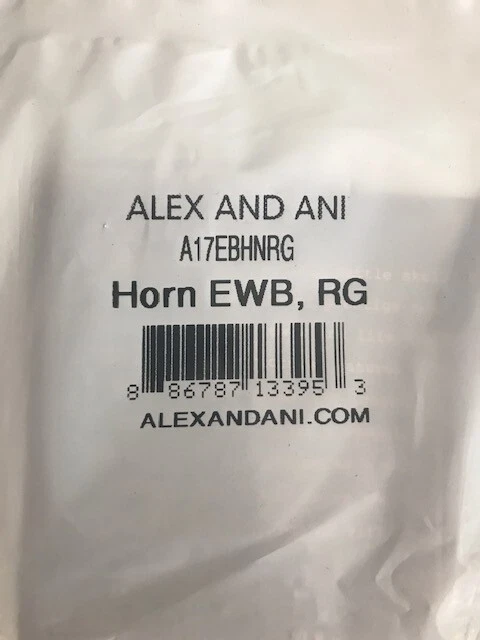 ALEX AND ANI
A17EBHNRG
Horn EWB, RG
8 86787 13395 3
ALEXANDANI.COM